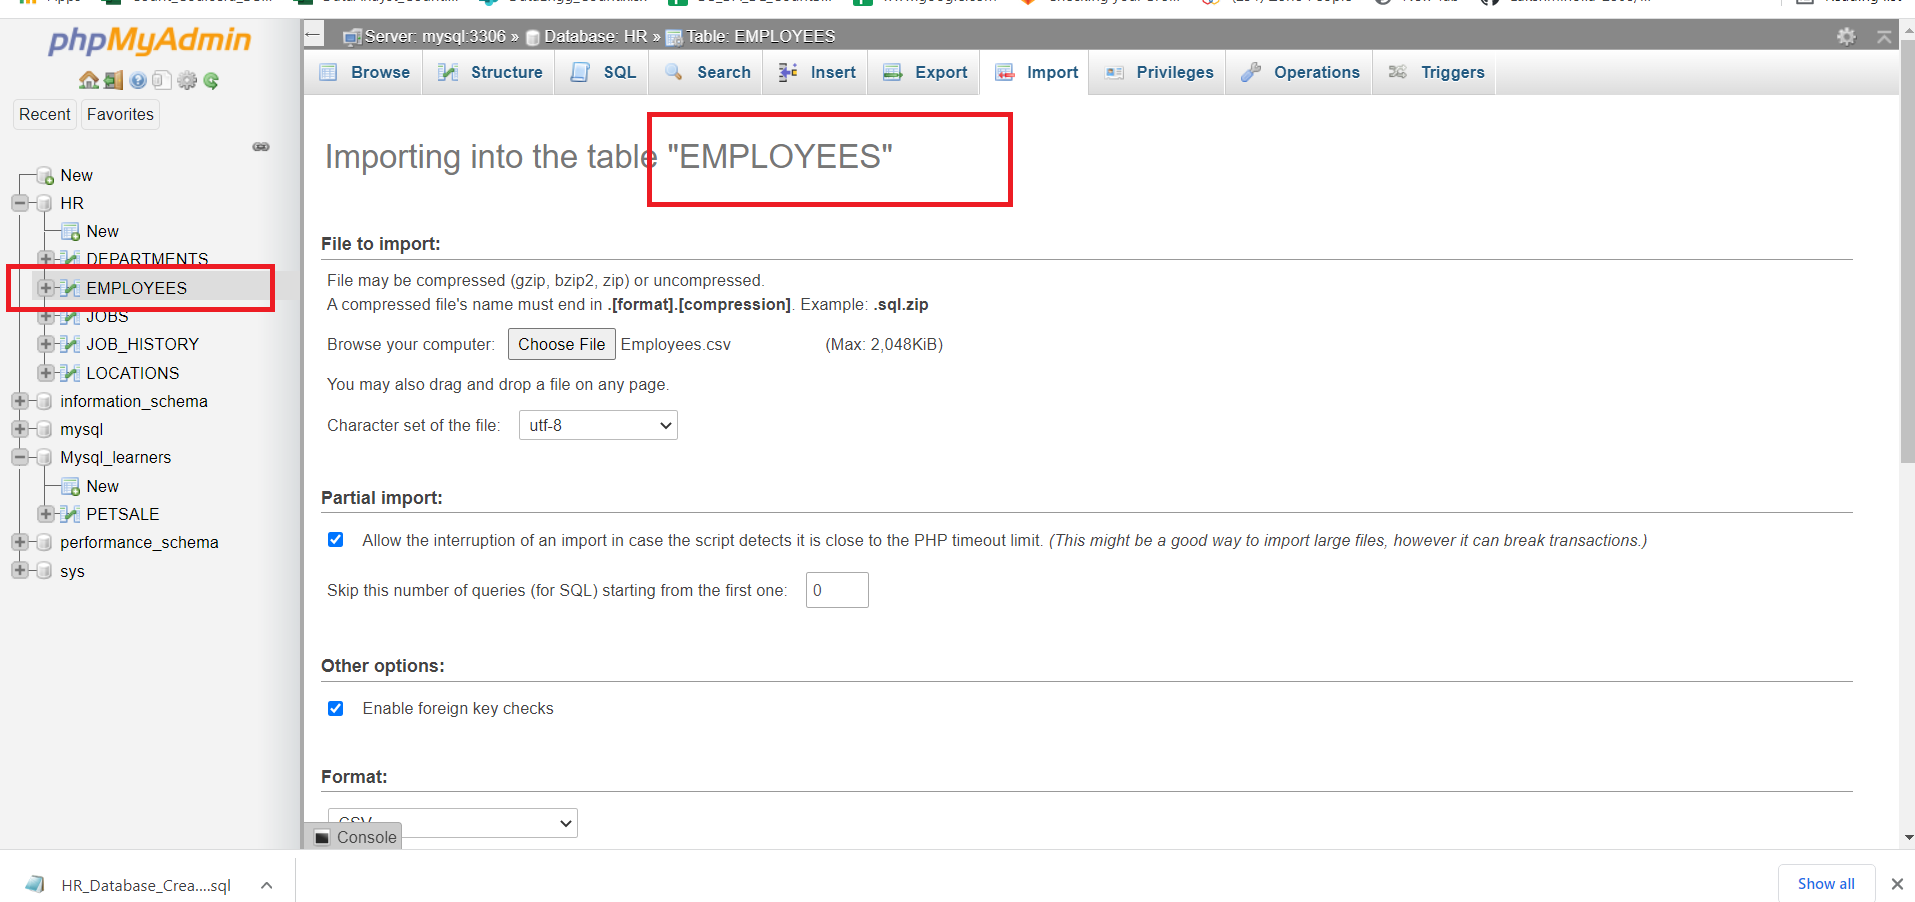 phpMyAdmin
Recent
Favorites
New
HR
New
DEPARTMENTS
EMPLOYEES
JOBS
JOB_HISTORY
LOCATIONS
information_schema
mysql
Mysql_learners
New
PETSALE
performance_schema
sys
Server: mysql:3306 » Database: HR » Table: EMPLOYEES
Browse Structure SQL Search Insert Export Import Privileges Operations Triggers
Importing into the table "EMPLOYEES"
File to import:
File may be compressed (gzip, bzip2, zip) or uncompressed.
A compressed file's name must end in .[format].[compression]. Example: .sql.zip
Browse your computer: Choose File Employees.csv (Max: 2,048KiB)
You may also drag and drop a file on any page.
Character set of the file: utf-8
Partial import:
Allow the interruption of an import in case the script detects it is close to the PHP timeout limit. (This might be a good way to import large files, however it can break transactions.)
Skip this number of queries (for SQL) starting from the first one: 0
Other options:
Enable foreign key checks
Format:
CSV
Console
HR_Database_Crea....sql
Show all